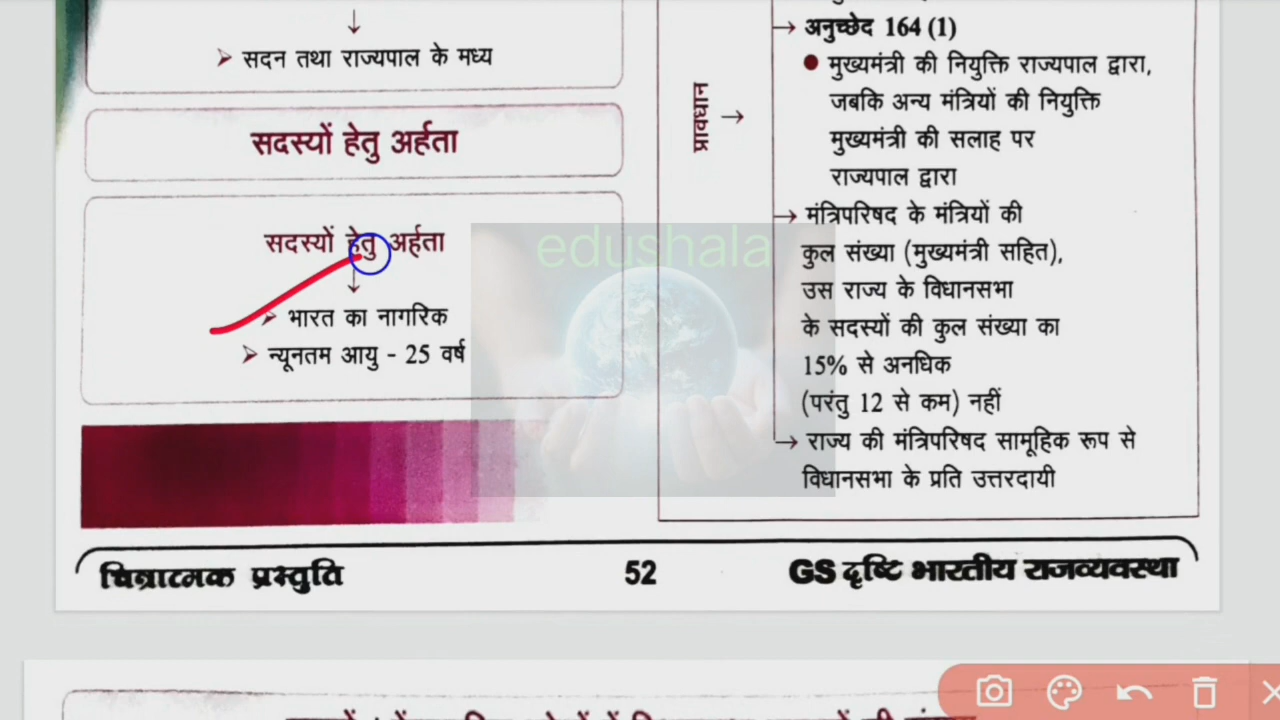 सदन तथा राज्यपाल के मध्य
सदस्यों हेतु अर्हता
सदस्यों हेतु अर्हता
भारत का नागरिक
न्यूनतम आयु - 25 वर्ष
प्रावधान
अनुच्छेद 164 (1)
मुख्यमंत्री की नियुक्ति राज्यपाल द्वारा,
जबकि अन्य मंत्रियों की नियुक्ति
मुख्यमंत्री की सलाह पर
राज्यपाल द्वारा
मंत्रिपरिषद के मंत्रियों की
कुल संख्या (मुख्यमंत्री सहित),
उस राज्य के विधानसभा
के सदस्यों की कुल संख्या का
15% से अनधिक
(परंतु 12 से कम) नहीं
राज्य की मंत्रिपरिषद सामूहिक रूप से
विधानसभा के प्रति उत्तरदायी
edushala
चित्रात्मक प्रस्तुति 52 GS दृष्टि भारतीय राजव्यवस्था